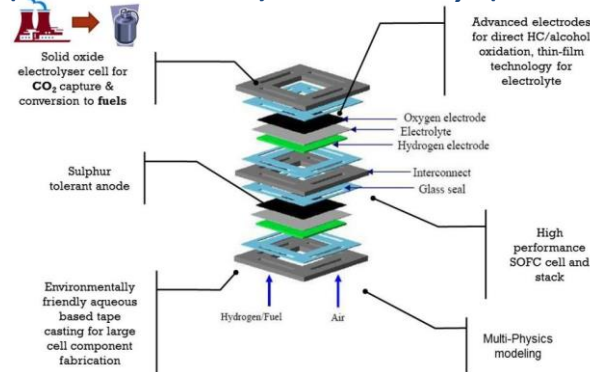 Solid oxide
electrolyser cell for
CO₂ capture &
conversion to fuels
Advanced electrodes
for direct HC/alcohol
oxidation, thin-film
technology for
electrolyte
Oxygen electrode
Electrolyte
Hydrogen electrode
Interconnect
Glass seal
Sulphur
tolerant anode
High
performance
SOFC cell and
stack
Environmentally
friendly aqueous
based tape
casting for large
cell component
fabrication
Hydrogen/Fuel
Air
Multi-Physics
modeling